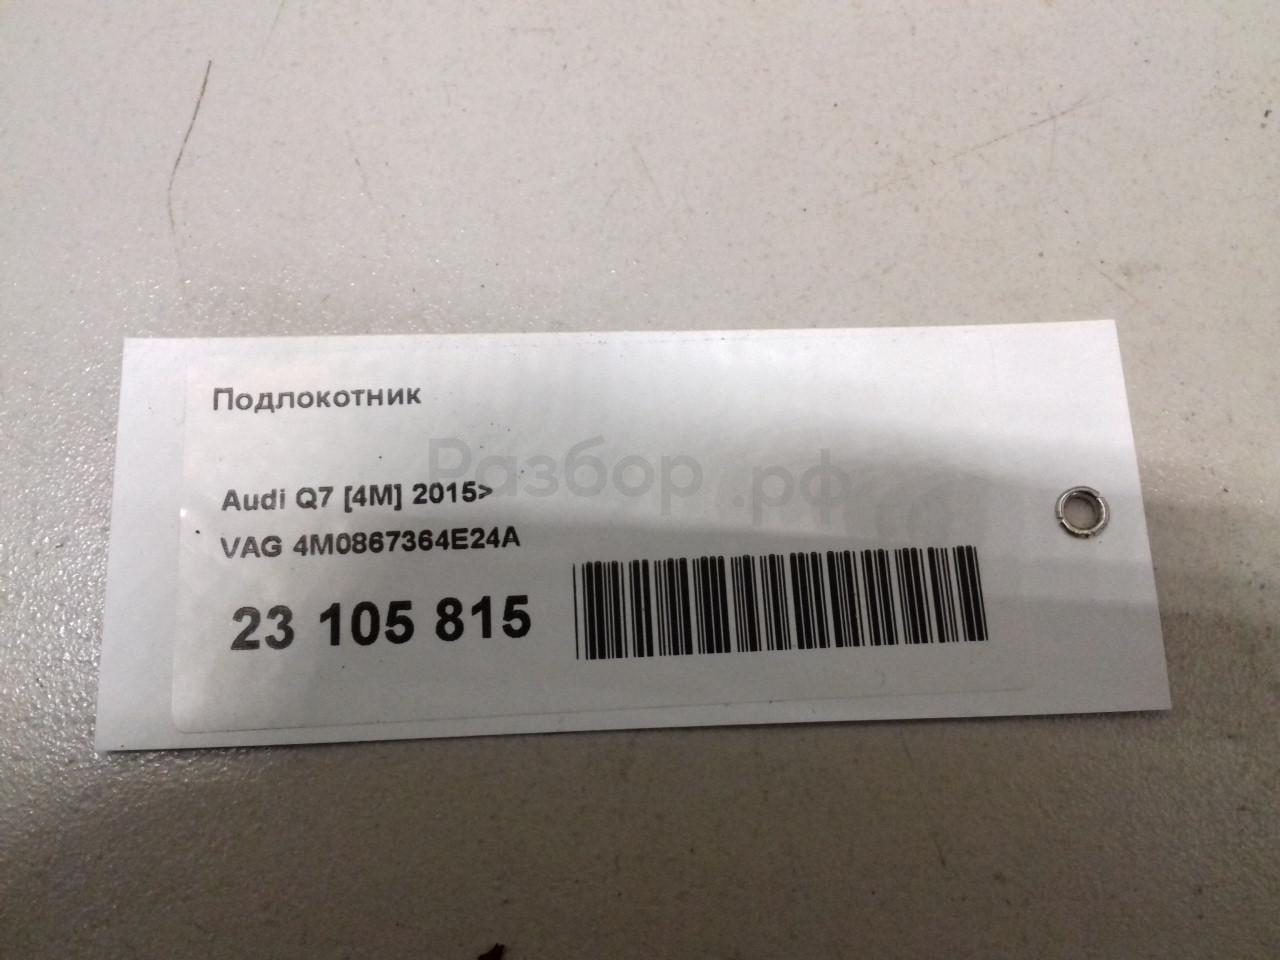 Подлокотник
Разбор.рф
Audi Q7 [4M] 2015>
VAG 4M0867364E24A
23 105 815